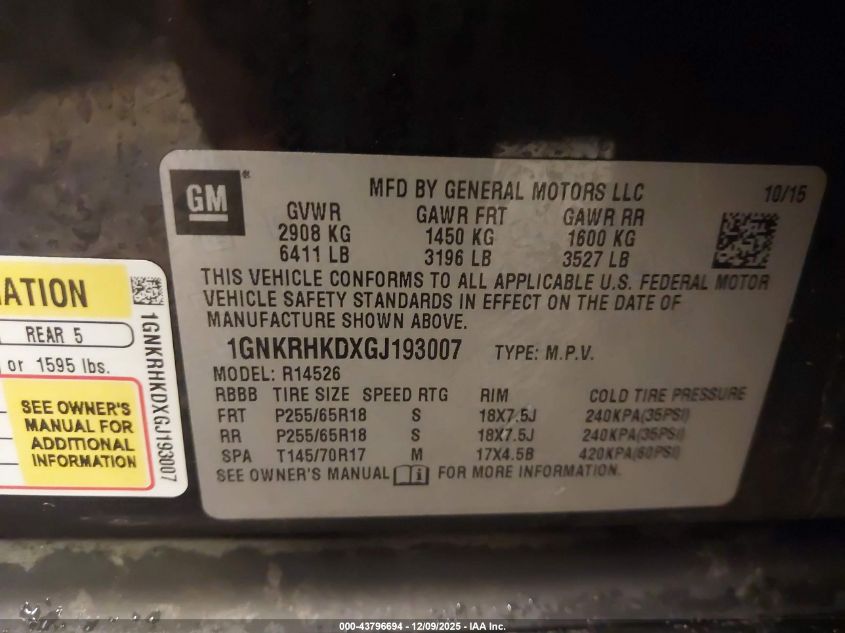 GM®
MFD BY GENERAL MOTORS LLC 10/15
GVWR GAWR FRT GAWR RR
2908 KG 1450 KG 1600 KG
6411 LB 3196 LB 3527 LB
THIS VEHICLE CONFORMS TO ALL APPLICABLE U.S. FEDERAL MOTOR
VEHICLE SAFETY STANDARDS IN EFFECT ON THE DATE OF
MANUFACTURE SHOWN ABOVE.
1GNKRHKDXGJ193007 TYPE: M.P.V.
MODEL: R14526
RBBB TIRE SIZE SPEED RTG RIM COLD TIRE PRESSURE
FRT P255/65R18 S 18X7.5J 240KPA(35PSI)
RR P255/65R18 S 18X7.5J 240KPA(35PSI)
SPA T145/70R17 M 17X4.5B 420KPA(60PSI)
SEE OWNER'S MANUAL FOR MORE INFORMATION.
MATION
REAR 5
or 1595 lbs.
SEE OWNER'S
MANUAL FOR
ADDITIONAL
INFORMATION
1GNKRHKDXGJ193007
000-43796694 - 12/09/2025 - IAA Inc.